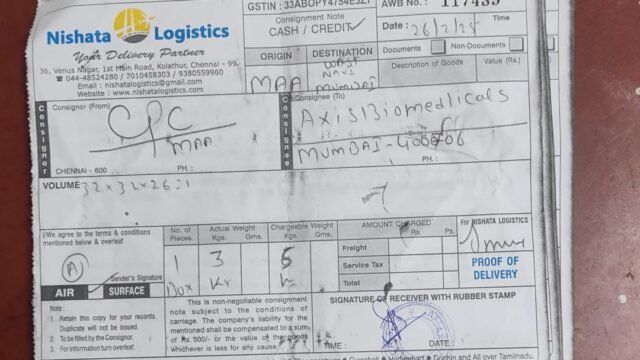 GSTIN : 33ABOPY4754E3Z7
AWB No. : 117435
Nishata Logistics
Your Delivery Partner
36, Venus Nagar, 1st Main Road, Kolathur, Chennai - 99.
☎ 044-48524280 / 7010458303 / 9380559960
Email : nishatalogistics@gmail.com
Website : www.nishatalogistics.com
Consignment Note
CASH / CREDIT
Date : 26/2/25 Time
ORIGIN DESTINATION
MAA MUMBAI
Documents Non-Documents
Description of Goods Value (Rs.)
Consignor
Consignor (From)
CPC
MAA
CHENNAI - 600 PH. :
Consignee
Consignee (To)
Axis Biomedicals
MUMBAI-
PH. :
VOLUME 32x32x26=1
(I/We agree to the terms & conditions
mentioned below & overleaf
A
Sender's Signature
AIR SURFACE
No. of Pieces Actual Weight Kgs. Gms. Chargeable Weight Kgs. Gms.
1 3
Box
AMOUNT CHARGED
Rs. Ps.
Freight
Service Tax
Total
For NISHATA LOGISTICS
PROOF OF
DELIVERY
Note :
1. Retain this copy for your records.
Duplicate will not be issued.
2. To be filled by the Consignor.
3. For information turn overleaf.
This is non-negotiable consignment
note subject to the conditions of
carriage. The company's liability for the
mentioned shall be compensated to a sum
of Rs.500/- or the value of the goods
whichever is less for any cause.
SIGNATURE OF RECEIVER WITH RUBBER STAMP
TIME : DATE :